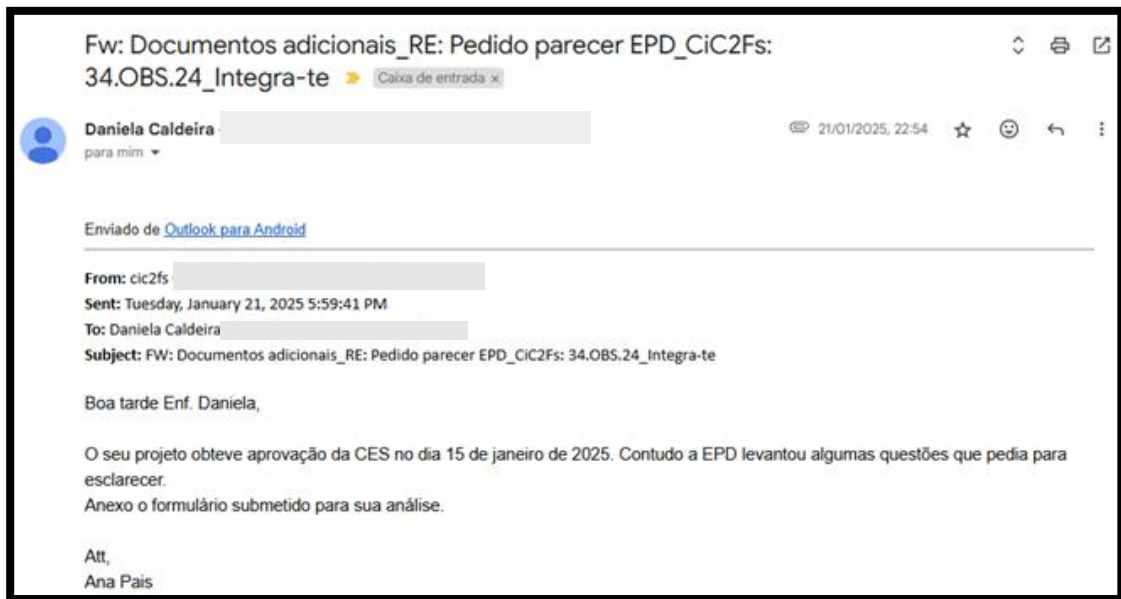 Fw: Documentos adicionais_RE: Pedido parecer EPD_CiC2Fs:
34.OBS.24_Integra-te Caixa de entrada ×
Daniela Caldeira 21/01/2025, 22:54
para mim
Enviado de Outlook para Android
From: cic2fs
Sent: Tuesday, January 21, 2025 5:59:41 PM
To: Daniela Caldeira
Subject: FW: Documentos adicionais_RE: Pedido parecer EPD_CiC2Fs: 34.OBS.24_Integra-te
Boa tarde Enf. Daniela,
O seu projeto obteve aprovação da CES no dia 15 de janeiro de 2025. Contudo a EPD levantou algumas questões que pedia para
esclarecer.
Anexo o formulário submetido para sua análise.
Att,
Ana Pais